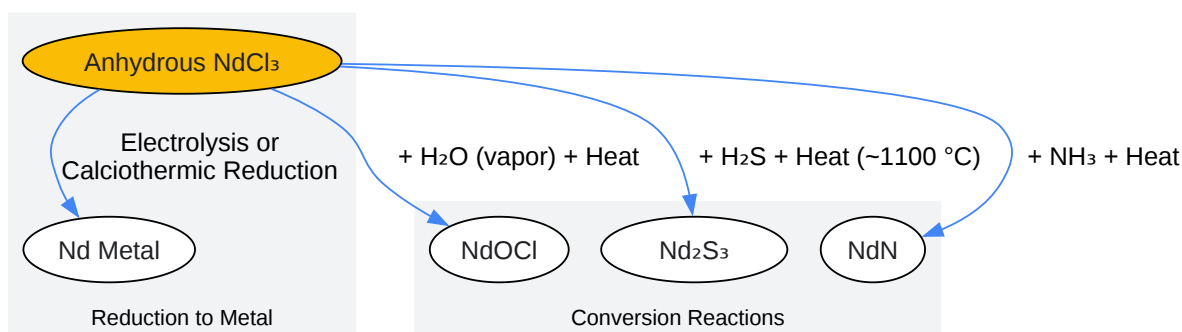 Anhydrous NdCl₃
Electrolysis or
Calciothermic Reduction
+ H₂O (vapor) + Heat
+ H₂S + Heat (~1100 °C)
+ NH₃ + Heat
Nd Metal
NdOCl
Nd₂S₃
NdN
Reduction to Metal
Conversion Reactions